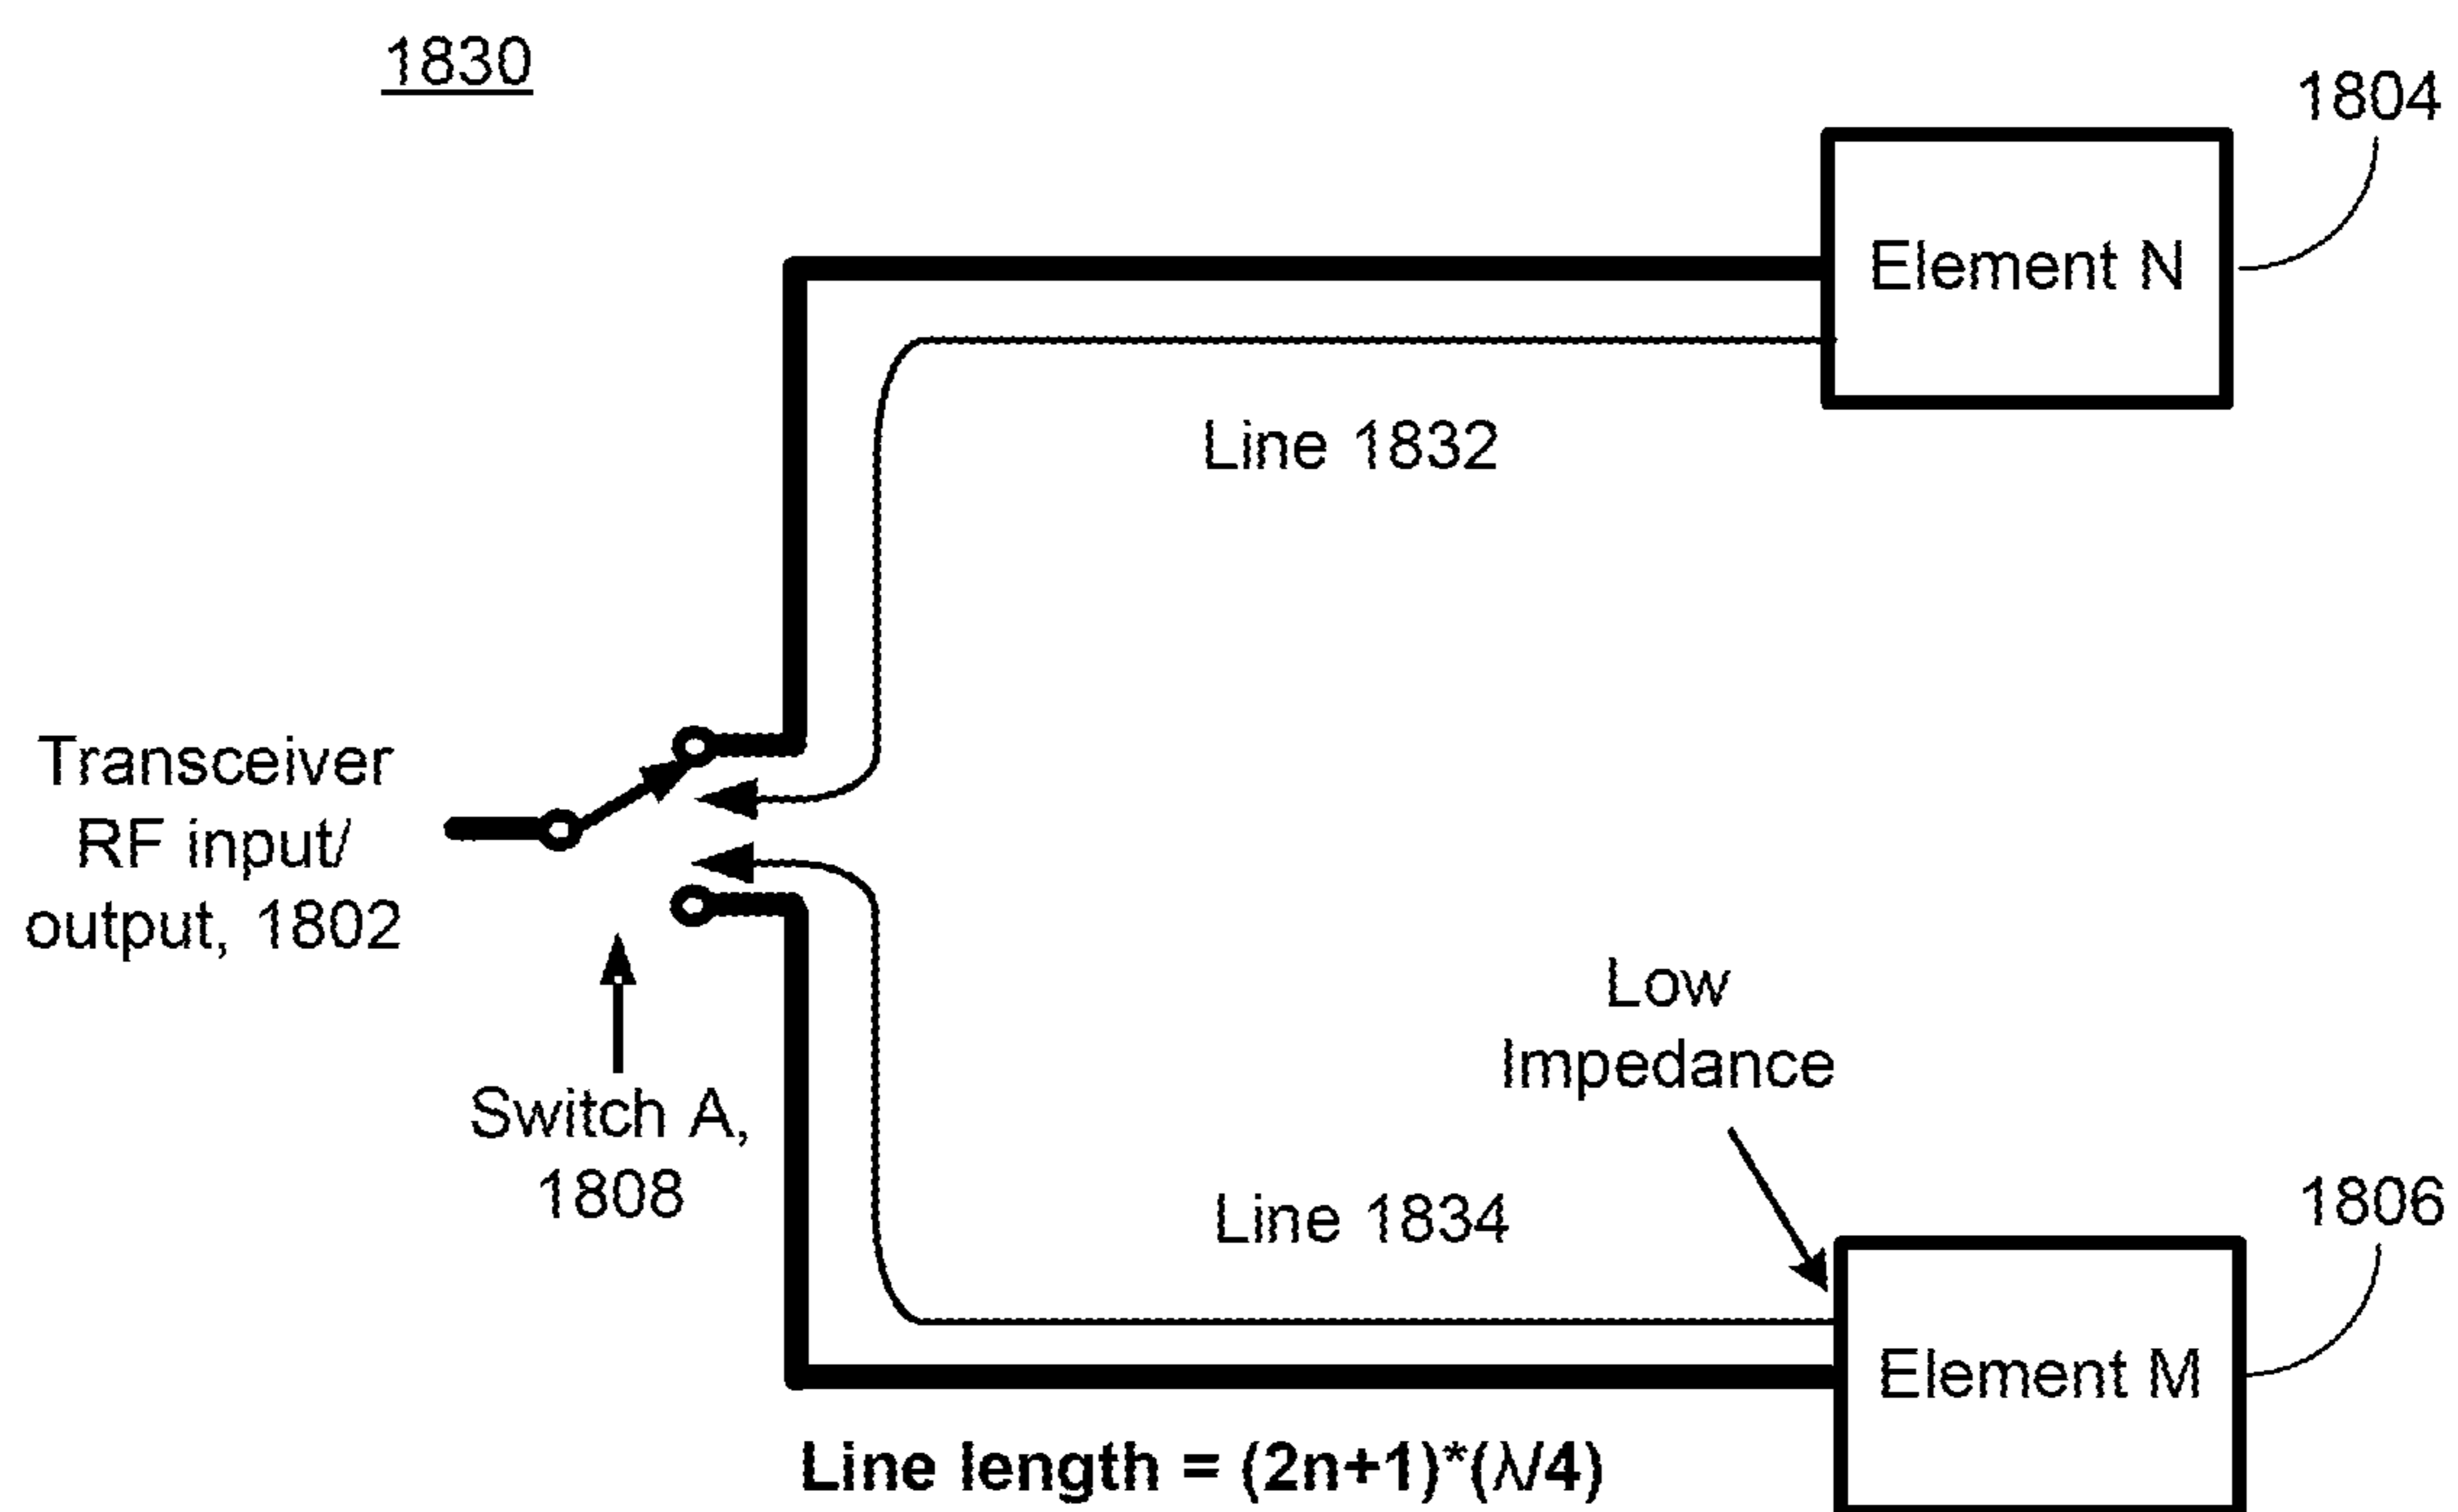 1830
1804
Element N
Line 1832
Transceiver
RF input/
output, 1802
Low
Impedance
Switch A,
1808
Line 1834
1806
Element M
Line length = (2n+1)*(λ/4)